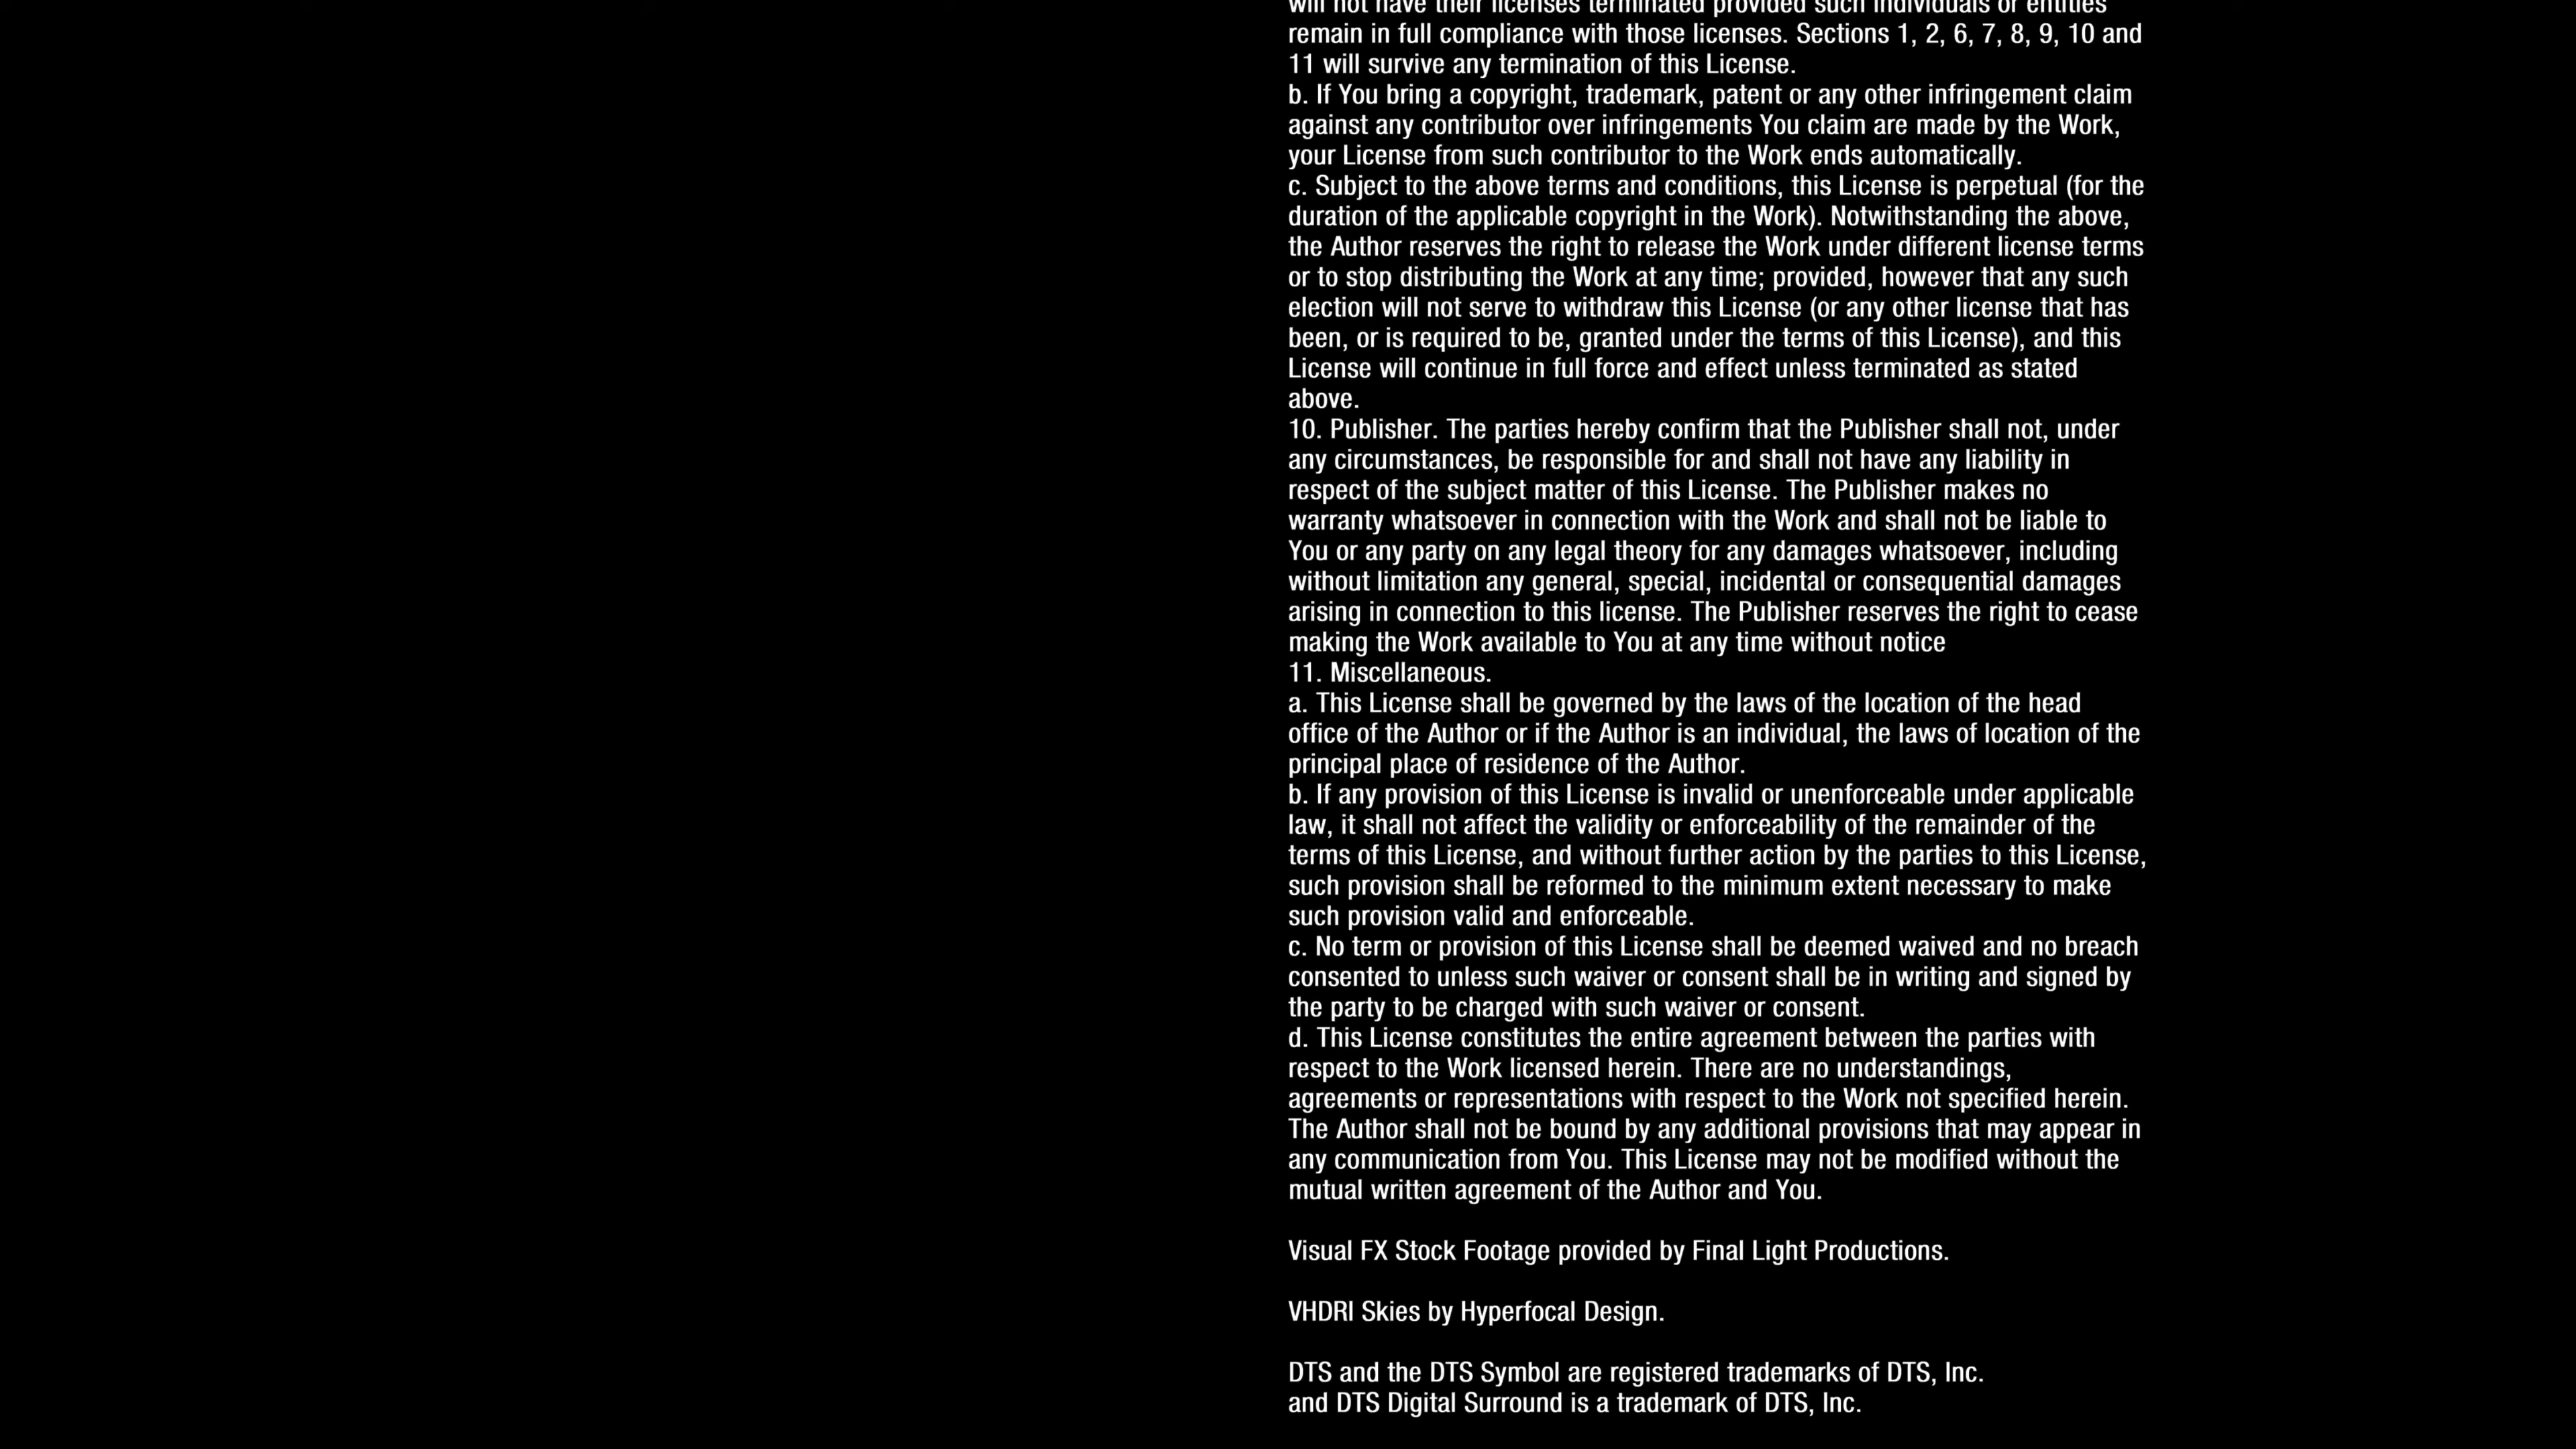 will not have their licenses terminated provided such individuals or entities
remain in full compliance with those licenses. Sections 1, 2, 6, 7, 8, 9, 10 and
11 will survive any termination of this License.
b. If You bring a copyright, trademark, patent or any other infringement claim
against any contributor over infringements You claim are made by the Work,
your License from such contributor to the Work ends automatically.
c. Subject to the above terms and conditions, this License is perpetual (for the
duration of the applicable copyright in the Work). Notwithstanding the above,
the Author reserves the right to release the Work under different license terms
or to stop distributing the Work at any time; provided, however that any such
election will not serve to withdraw this License (or any other license that has
been, or is required to be, granted under the terms of this License), and this
License will continue in full force and effect unless terminated as stated
above.
10. Publisher. The parties hereby confirm that the Publisher shall not, under
any circumstances, be responsible for and shall not have any liability in
respect of the subject matter of this License. The Publisher makes no
warranty whatsoever in connection with the Work and shall not be liable to
You or any party on any legal theory for any damages whatsoever, including
without limitation any general, special, incidental or consequential damages
arising in connection to this license. The Publisher reserves the right to cease
making the Work available to You at any time without notice
11. Miscellaneous.
a. This License shall be governed by the laws of the location of the head
office of the Author or if the Author is an individual, the laws of location of the
principal place of residence of the Author.
b. If any provision of this License is invalid or unenforceable under applicable
law, it shall not affect the validity or enforceability of the remainder of the
terms of this License, and without further action by the parties to this License,
such provision shall be reformed to the minimum extent necessary to make
such provision valid and enforceable.
c. No term or provision of this License shall be deemed waived and no breach
consented to unless such waiver or consent shall be in writing and signed by
the party to be charged with such waiver or consent.
d. This License constitutes the entire agreement between the parties with
respect to the Work licensed herein. There are no understandings,
agreements or representations with respect to the Work not specified herein.
The Author shall not be bound by any additional provisions that may appear in
any communication from You. This License may not be modified without the
mutual written agreement of the Author and You.
Visual FX Stock Footage provided by Final Light Productions.
VHDRI Skies by Hyperfocal Design.
DTS and the DTS Symbol are registered trademarks of DTS, Inc.
and DTS Digital Surround is a trademark of DTS, Inc.